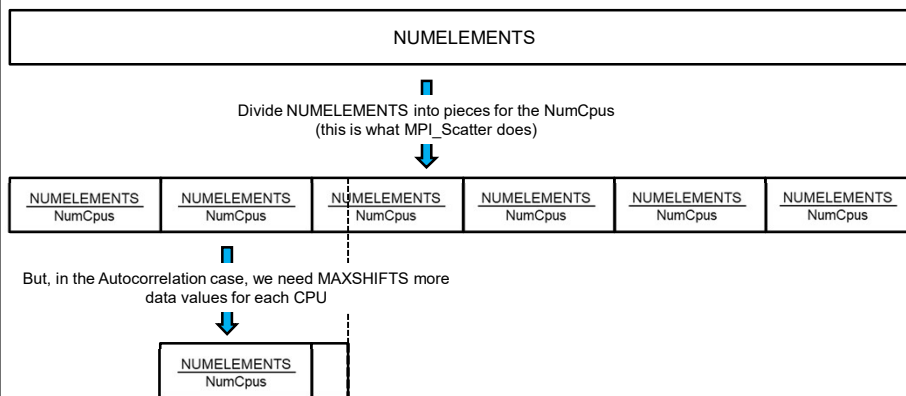 NUMELEMENTS
Divide NUMELEMENTS into pieces for the NumCpus
(this is what MPI_Scatter does)
NUMELEMENTS NUMELEMENTS NUMELEMENTS NUMELEMENTS NUMELEMENTS NUMELEMENTS
NumCpus NumCpus NumCpus NumCpus NumCpus NumCpus
But, in the Autocorrelation case, we need MAXSHIFTS more
data values for each CPU
NUMELEMENTS
NumCpus